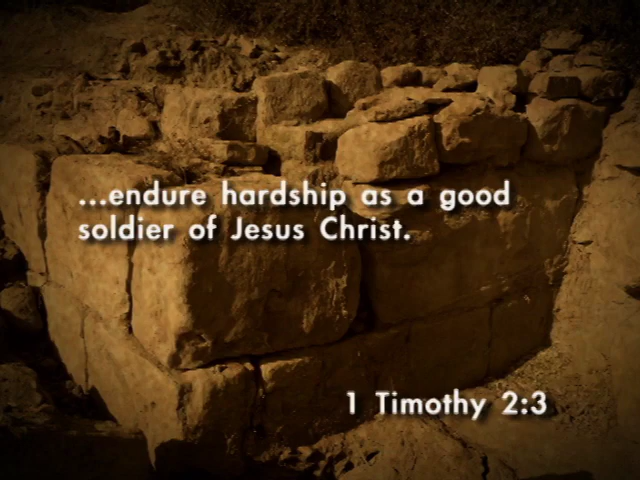 ...endure hardship as a good
soldier of Jesus Christ.
1 Timothy 2:3